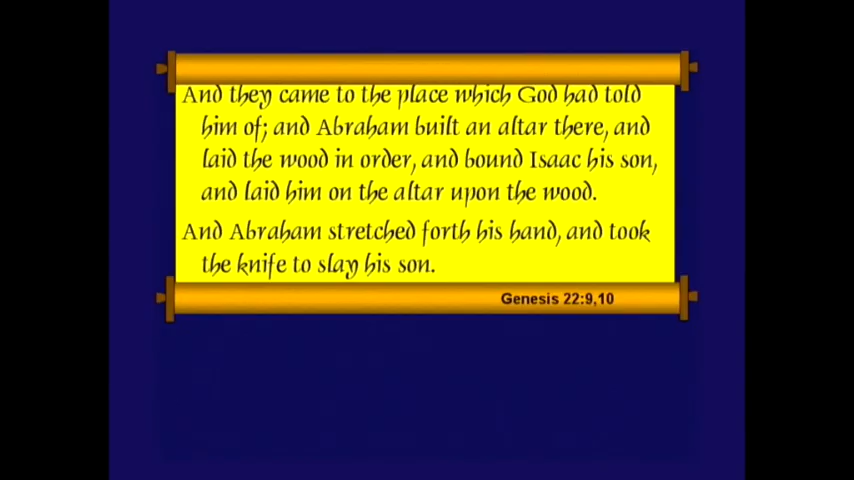 And they came to the place which God had told
him of; and Abraham built an altar there, and
laid the wood in order, and bound Isaac his son,
and laid him on the altar upon the wood.
And Abraham stretched forth his hand, and took
the knife to slay his son.
Genesis 22:9,10